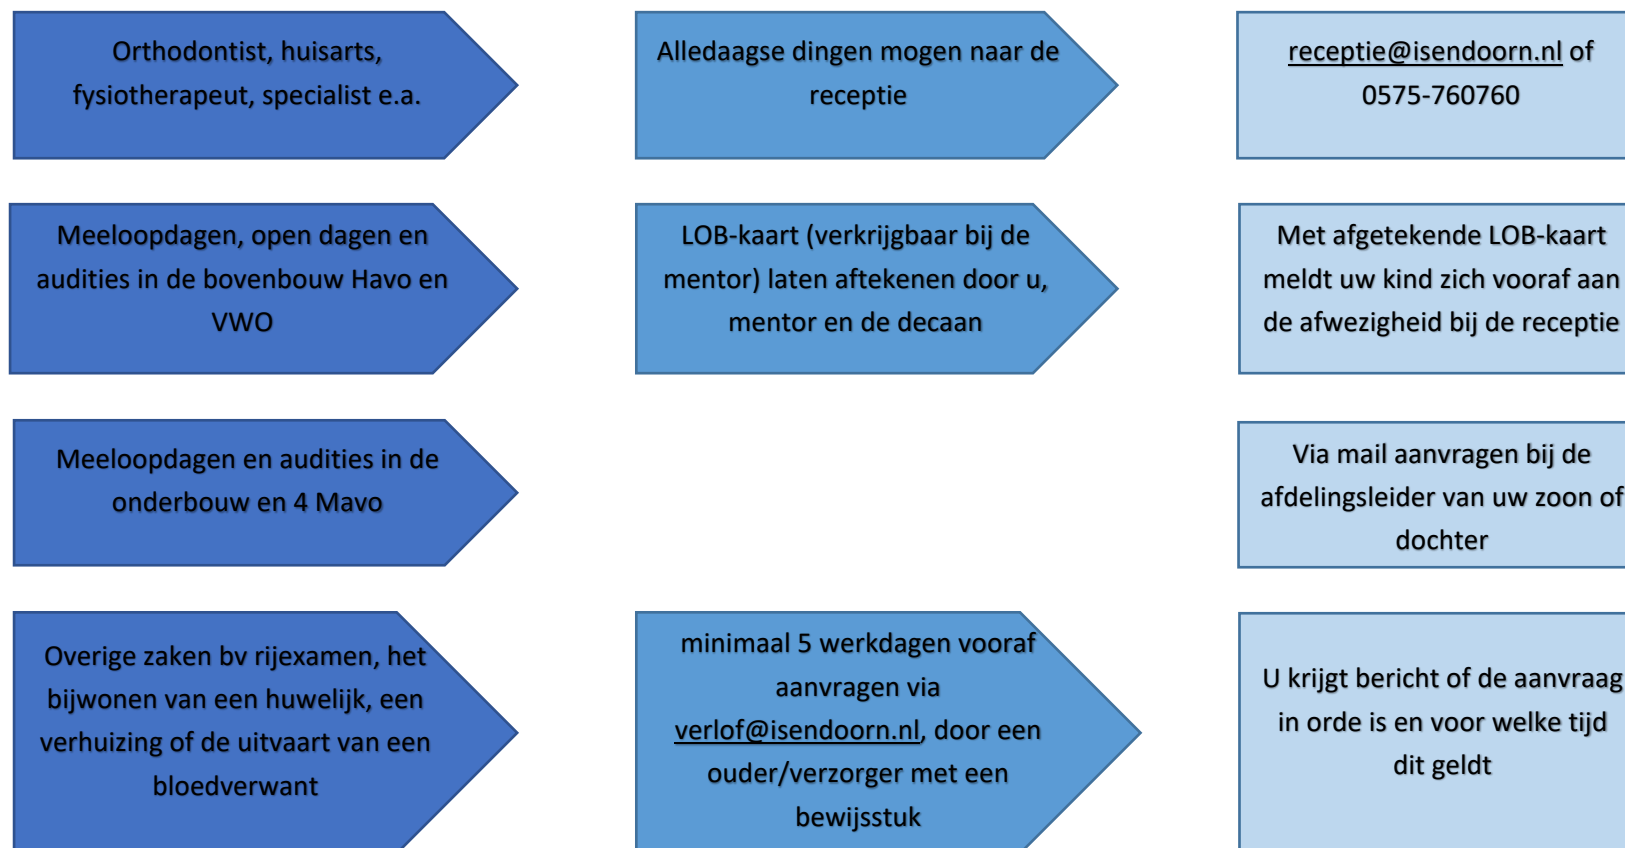 Orthodontist, huisarts,
fysiotherapeut, specialist e.a.
Alledaagse dingen mogen naar de
receptie
receptie@isendoorn.nl of
0575-760760
Meeloopdagen, open dagen en
audities in de bovenbouw Havo en
VWO
LOB-kaart (verkrijgbaar bij de
mentor) laten aftekenen door u,
mentor en de decaan
Met afgetekende LOB-kaart
meldt uw kind zich vooraf aan
de afwezigheid bij de receptie
Meeloopdagen en audities in de
onderbouw en 4 Mavo
Via mail aanvragen bij de
afdelingsleider van uw zoon of
dochter
Overige zaken bv rijexamen, het
bijwonen van een huwelijk, een
verhuizing of de uitvaart van een
bloedverwant
minimaal 5 werkdagen vooraf
aanvragen via
verlof@isendoorn.nl, door een
ouder/verzorger met een
bewijsstuk
U krijgt bericht of de aanvraag
in orde is en voor welke tijd
dit geldt